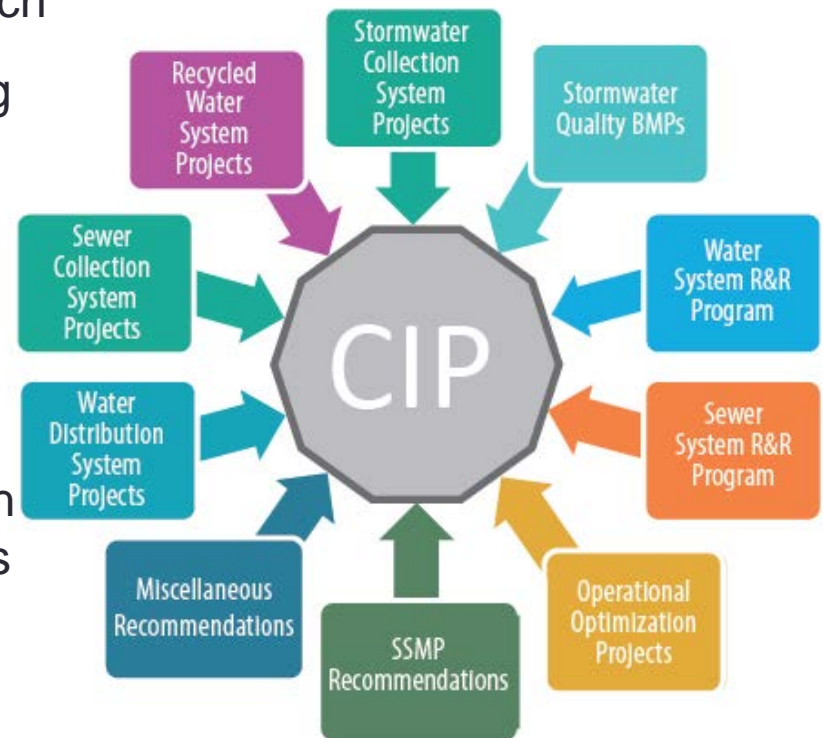 ch
g
n
s
Stormwater
Collection
System
Projects
Stormwater
Quality BMPs
Water
System R&R
Program
Sewer
System R&R
Program
Operational
Optimization
Projects
SSMP
Recommendations
Miscellaneous
Recommendations
Water
Distribution
System
Projects
Sewer
Collection
System
Projects
Recycled
Water
System
Projects
CIP